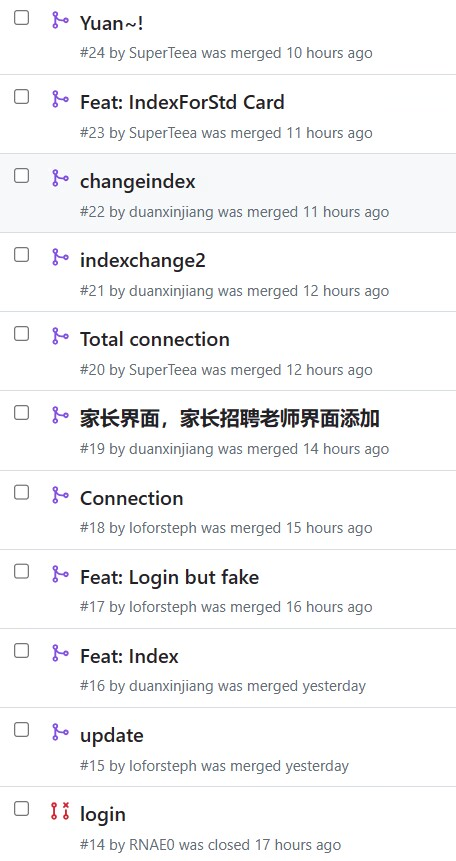 Yuan~!
#24 by SuperTeea was merged 10 hours ago
Feat: IndexForStd Card
#23 by SuperTeea was merged 11 hours ago
changeindex
#22 by duanxinjiang was merged 11 hours ago
indexchange2
#21 by duanxinjiang was merged 12 hours ago
Total connection
#20 by SuperTeea was merged 12 hours ago
家长界面，家长招聘老师界面添加
#19 by duanxinjiang was merged 14 hours ago
Connection
#18 by loforsteph was merged 15 hours ago
Feat: Login but fake
#17 by loforsteph was merged 16 hours ago
Feat: Index
#16 by duanxinjiang was merged yesterday
update
#15 by loforsteph was merged yesterday
login
#14 by RNAE0 was closed 17 hours ago